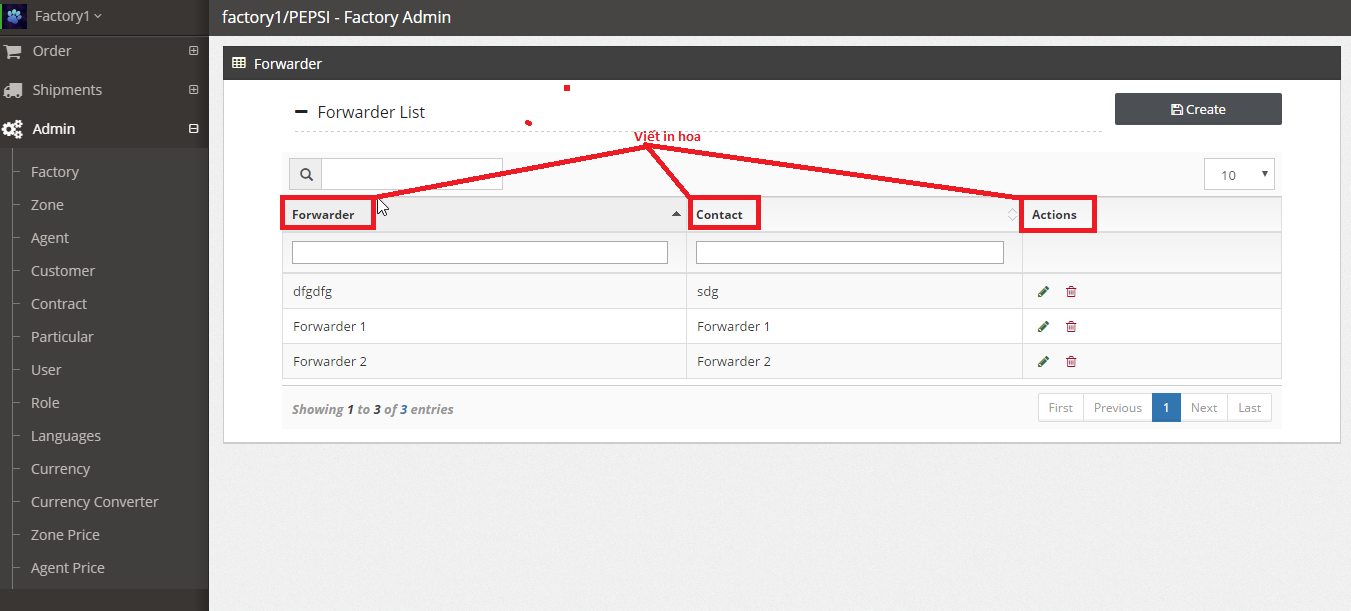 Factory1
factory1/PEPSI - Factory Admin
Order
Shipments
Admin
Factory
Zone
Agent
Customer
Contract
Particular
User
Role
Languages
Currency
Currency Converter
Zone Price
Agent Price
Forwarder
Forwarder List
Create
Viết in hoa
10
Forwarder Contact Actions
dfgdfg sdg
Forwarder 1 Forwarder 1
Forwarder 2 Forwarder 2
Showing 1 to 3 of 3 entries
First Previous 1 Next Last